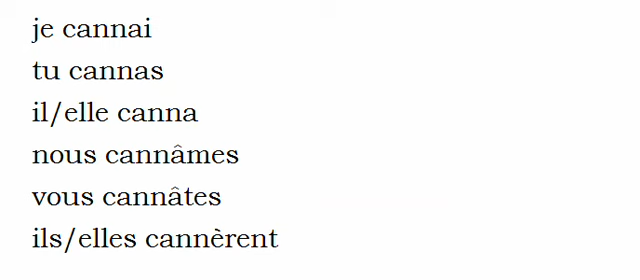 je cannai
tu cannas
il/elle canna
nous cannâmes
vous cannâtes
ils/elles cannèrent